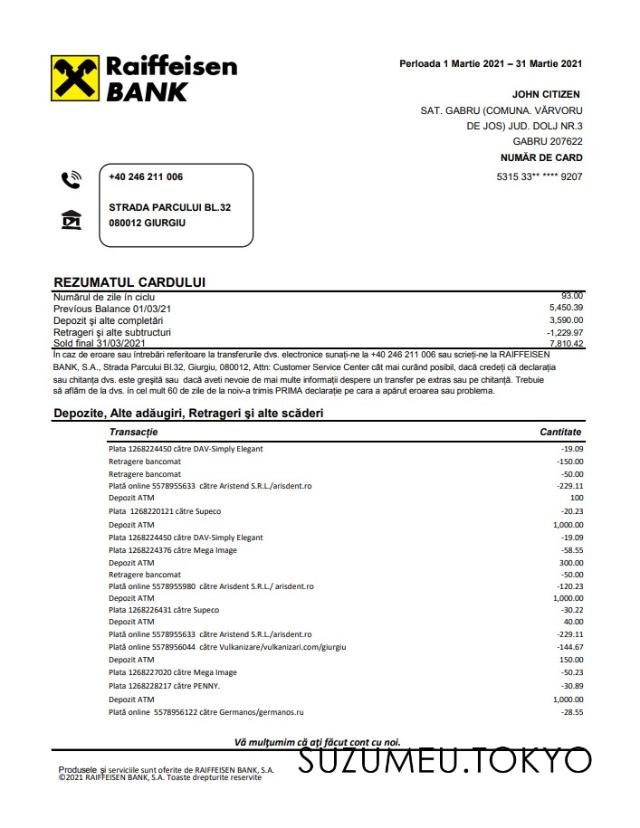 Raiffeisen
BANK
Perloada 1 Martie 2021 – 31 Martie 2021
JOHN CITIZEN
SAT. GABRU (COMUNA. VÂRVORU
DE JOS) JUD. DOLJ NR.3
GABRU 207622
NUMĂR DE CARD
5315 33** **** 9207
+40 246 211 006
STRADA PARCULUI BL.32
080012 GIURGIU
REZUMATUL CARDULUI
Numărul de zile în ciclu 93.00
Prevíous Balance 01/03/21 5,450.39
Depozit și alte completări 3,590.00
Retrageri și alte subtructuri -1,229.97
Sold final 31/03/2021 7,810.42
În caz de eroare sau întrebări referitoare la transferurile dvs. electronice sunați-ne la +40 246 211 006 sau scrieți-ne la RAIFFEISEN
BANK, S.A., Strada Parcului Bl.32, Giurgiu, 080012, Attn: Customer Service Center cât mai curând posibil, dacă credeți că declarația
sau chitanța dvs. este greșită sau dacă aveti nevoie de mai multe informații despre un transfer pe extras sau pe chitanță. Trebuie
să aflăm de la dvs. în cel mult 60 de zile de la noiv-a trimis PRIMA declarație pe cara a apărut eroarea sau problema.
Depozite, Alte adăugiri, Retrageri și alte scăderi
Transacție Cantitate
Plata 1268224450 către DAV-Simply Elegant -19.09
Retragere bancomat -150.00
Retragere bancomat -50.00
Plată online 5578955633 către Aristend S.R.L./arisdent.ro -229.11
Depozit ATM 100
Plata 1268220121 către Supeco -20.23
Depozit ATM 1,000.00
Plata 1268224450 către DAV-Simply Elegant -19.09
Plata 1268224376 către Mega Image -58.55
Depozit ATM 300.00
Retragere bancomat -50.00
Plată online 5578955980 către Arisdent S.R.L./ arisdent.ro -120.23
Depozit ATM 1,000.00
Plata 1268226431 către Supeco -30.22
Depozit ATM 40.00
Plată online 5578955633 către Aristend S.R.L./arisdent.ro -229.11
Plată online 5578956044 către Vulkanizare/vulkanizari.com/giurgiu -144.67
Depozit ATM 150.00
Plata 1268227020 către Mega Image -50.23
Plata 1268228217 către PENNY. -30.89
Depozit ATM 1,000.00
Plată online 5578956122 către Germanos/germanos.ru -28.55
Vă mulțumim că ați făcut cont cu noi.
SUZUMEU.TOKYO
Produsele și serviciile sunt oferite de RAIFFEISEN BANK, S.A.
©2021 RAIFFEISEN BANK, S.A. Toaste drepturite reservite